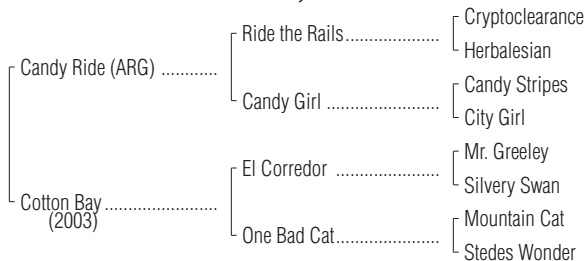 Cryptoclearance
Ride the Rails....................
Herbalesian
Candy Ride (ARG) ............
Candy Stripes
Candy Girl .........................
City Girl
Mr. Greeley
El Corredor .......................
Silvery Swan
Cotton Bay .........................
(2003)
Mountain Cat
One Bad Cat.......................
Stedes Wonder